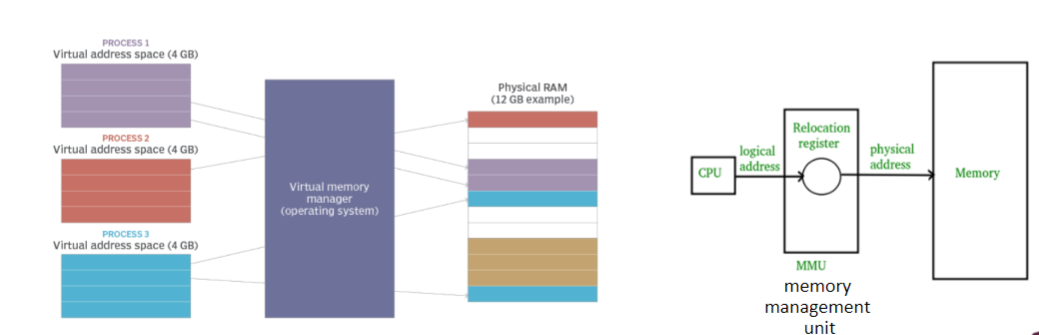 PROCESS 1
Virtual address space (4 GB)
PROCESS 2
Virtual address space (4 GB)
PROCESS 3
Virtual address space (4 GB)
Virtual memory
manager
(operating system)
Physical RAM
(12 GB example)
CPU
logical
address
Relocation
register
MMU
memory
management
unit
physical
address
Memory